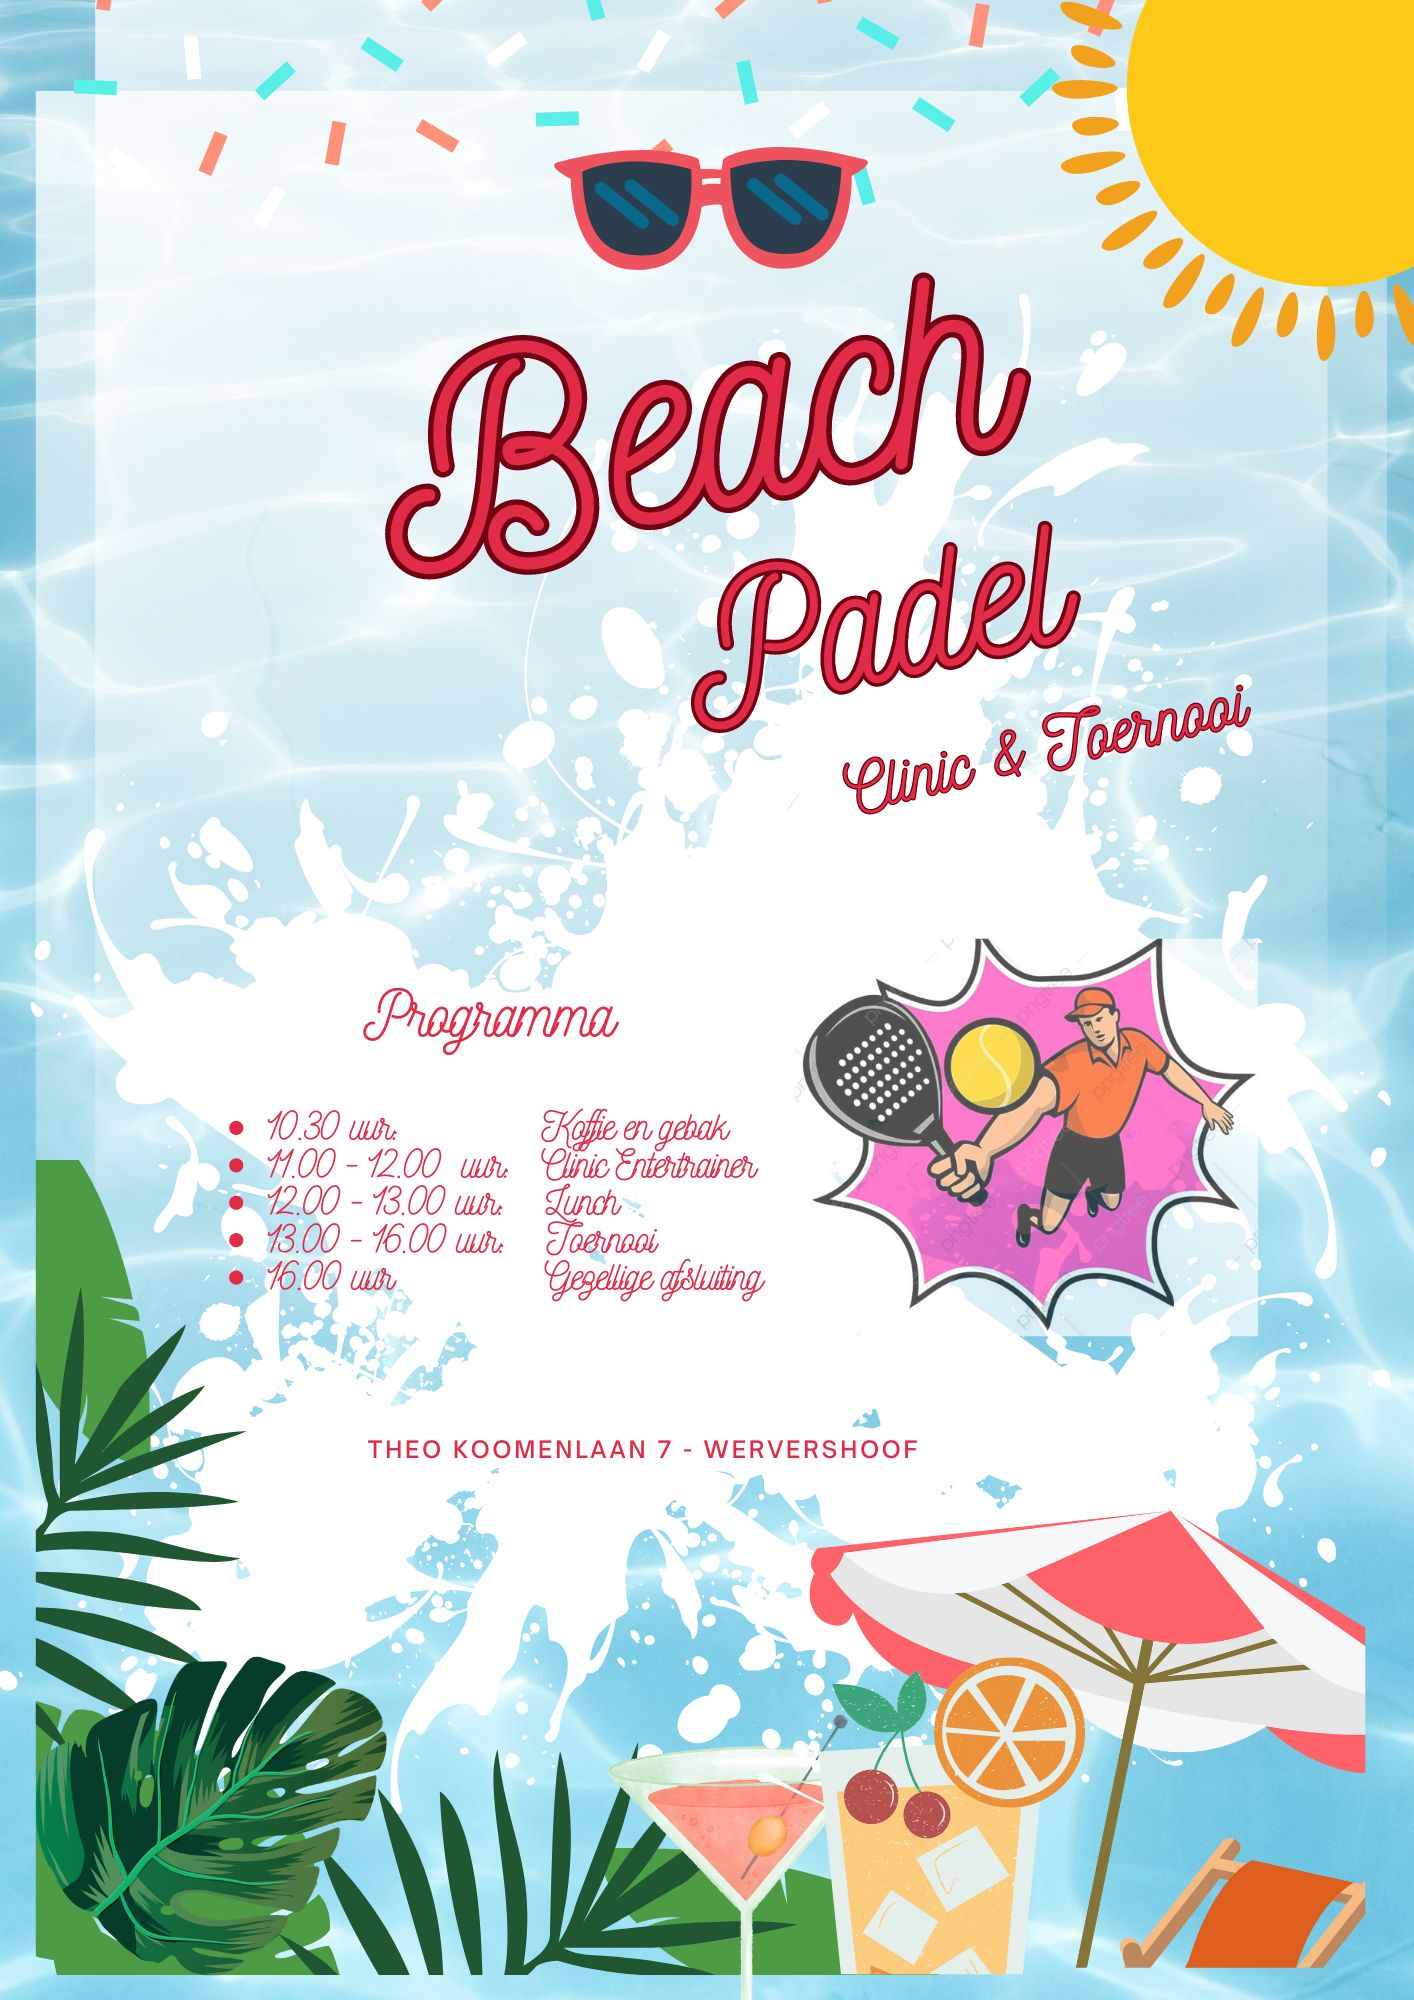 Beach
Padel
Clinic & Toernooi
Programma
10.30 uur: Koffie en gebak
11.00 - 12.00 uur: Clinic Entertrainer
12.00 - 13.00 uur: Lunch
13.00 - 16.00 uur: Toernooi
16.00 uur Gezellige afsluiting
THEO KOOMENLAAN 7 - WERVERSHOOF
pngtree